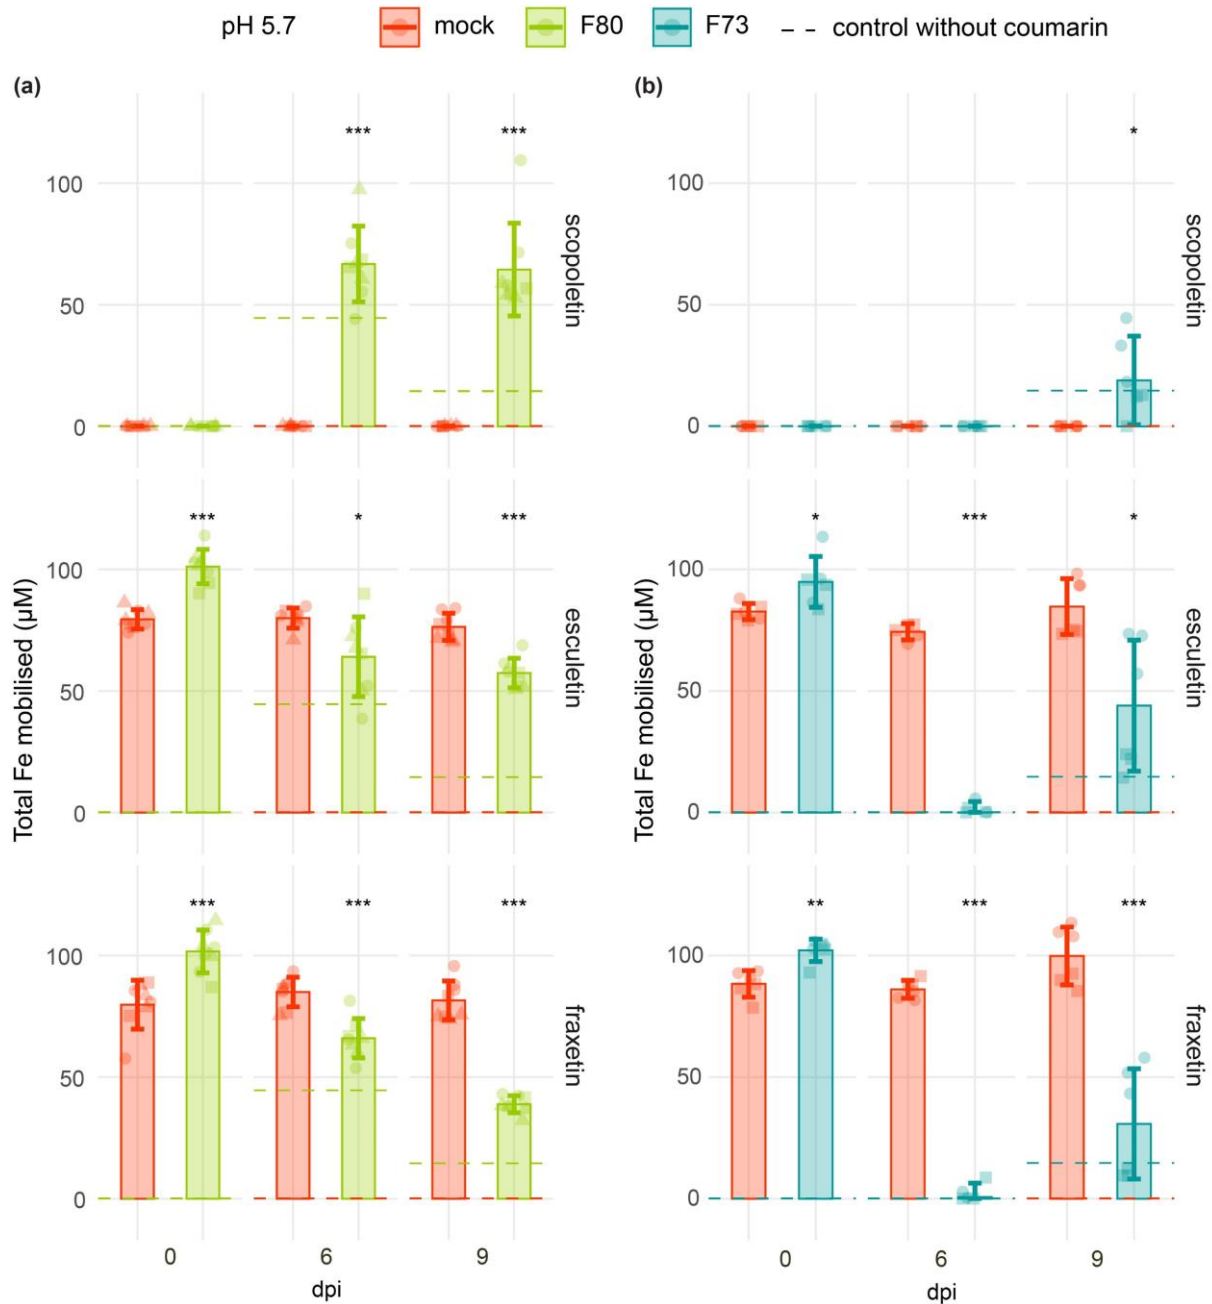 pH 5.7 mock F80 F73 control without coumarin
(a) (b)
*** *** *
100 100
50 50
0 0
scopoletin scopoletin
*** * *** * *** *
100 100
50 50
0 0
esculetin esculetin
Total Fe mobilised (µM) Total Fe mobilised (µM)
*** *** *** ** *** ***
100 100
50 50
0 0
fraxetin fraxetin
0 6 9 0 6 9
dpi dpi